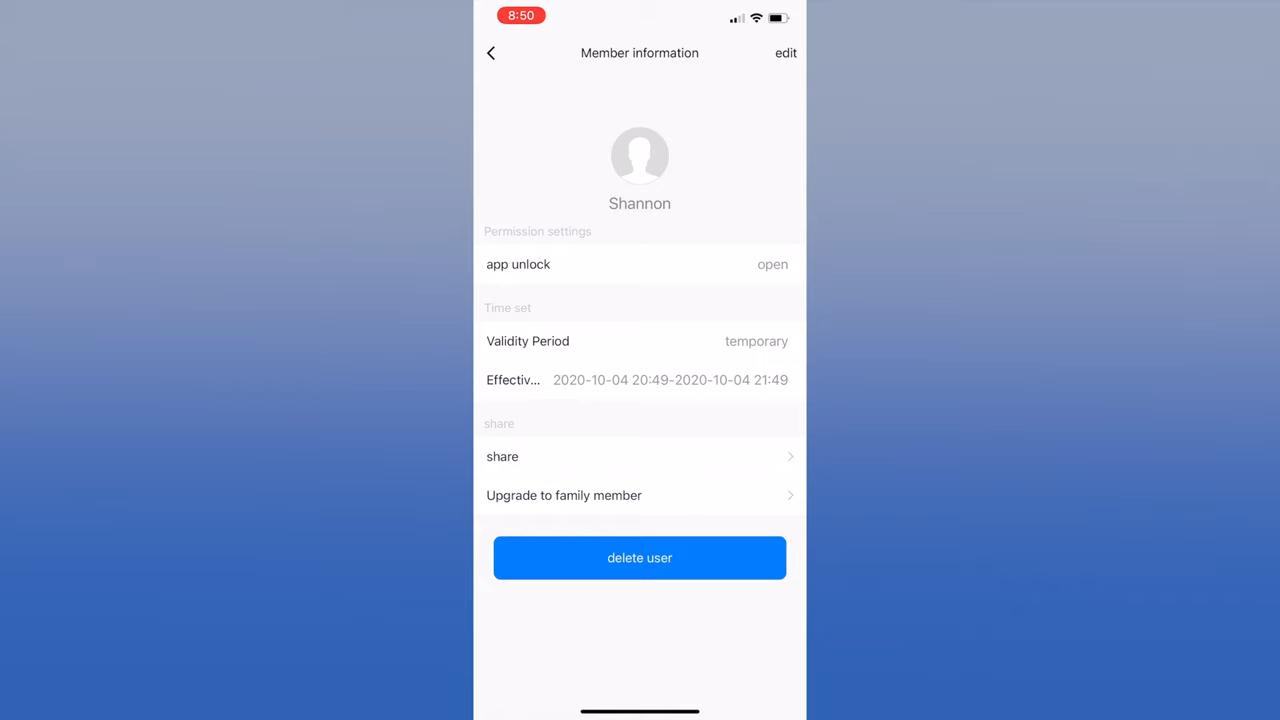 8:50
Member information
edit
Shannon
Permission settings
app unlock open
Time set
Validity Period temporary
Effectiv... 2020-10-04 20:49-2020-10-04 21:49
share
share
Upgrade to family member
delete user